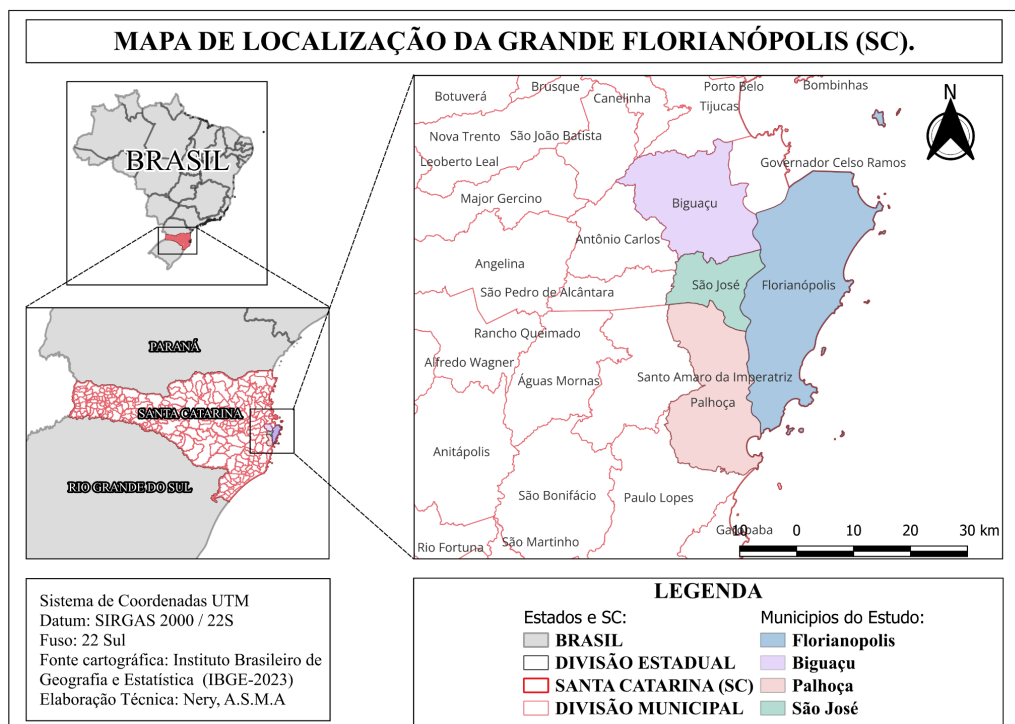 MAPA DE LOCALIZAÇÃO DA GRANDE FLORIANÓPOLIS (SC).
BRASIL
PARANÁ
SANTA CATARINA
RIO GRANDE DO SUL
Botuverá
Brusque
Canelinha
Porto Belo
Tijucas
Bombinhas
N
Nova Trento
São João Batista
Leoberto Leal
Governador Celso Ramos
Major Gercino
Biguaçu
Antônio Carlos
Angelina
São José
Florianópolis
São Pedro de Alcântara
Rancho Queimado
Alfredo Wagner
Águas Mornas
Santo Amaro da Imperatriz
Palhoça
Anitápolis
São Bonifácio
Paulo Lopes
Garopaba
Rio Fortuna
São Martinho
10 0 10 20 30 km
Sistema de Coordenadas UTM
Datum: SIRGAS 2000 / 22S
Fuso: 22 Sul
Fonte cartográfica: Instituto Brasileiro de
Geografia e Estatística (IBGE-2023)
Elaboração Técnica: Nery, A.S.M.A
LEGENDA
Estados e SC:
BRASIL
DIVISÃO ESTADUAL
SANTA CATARINA (SC)
DIVISÃO MUNICIPAL
Municipios do Estudo:
Florianopolis
Biguaçu
Palhoça
São José